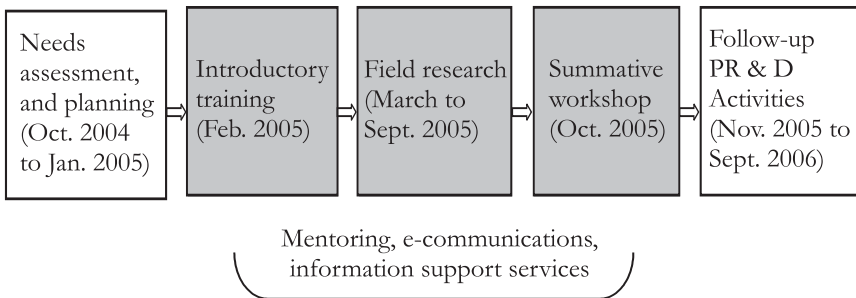 Needs
assessment,
and planning
(Oct. 2004
to Jan. 2005)
Introductory
training
(Feb. 2005)
Field research
(March to
Sept. 2005)
Summative
workshop
(Oct. 2005)
Follow-up
PR & D
Activities
(Nov. 2005 to
Sept. 2006)
Mentoring, e-communications,
information support services